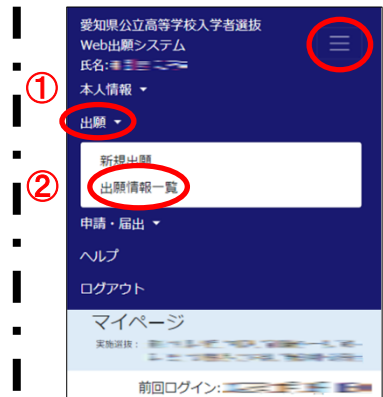 愛知県公立高等学校入学者選抜
Web出願システム
氏名:
① 本人情報 ▼
出願 ▼
新規出願
② 出願情報一覧
申請・届出 ▼
ヘルプ
ログアウト
マイページ
実施選抜:
前回ログイン: